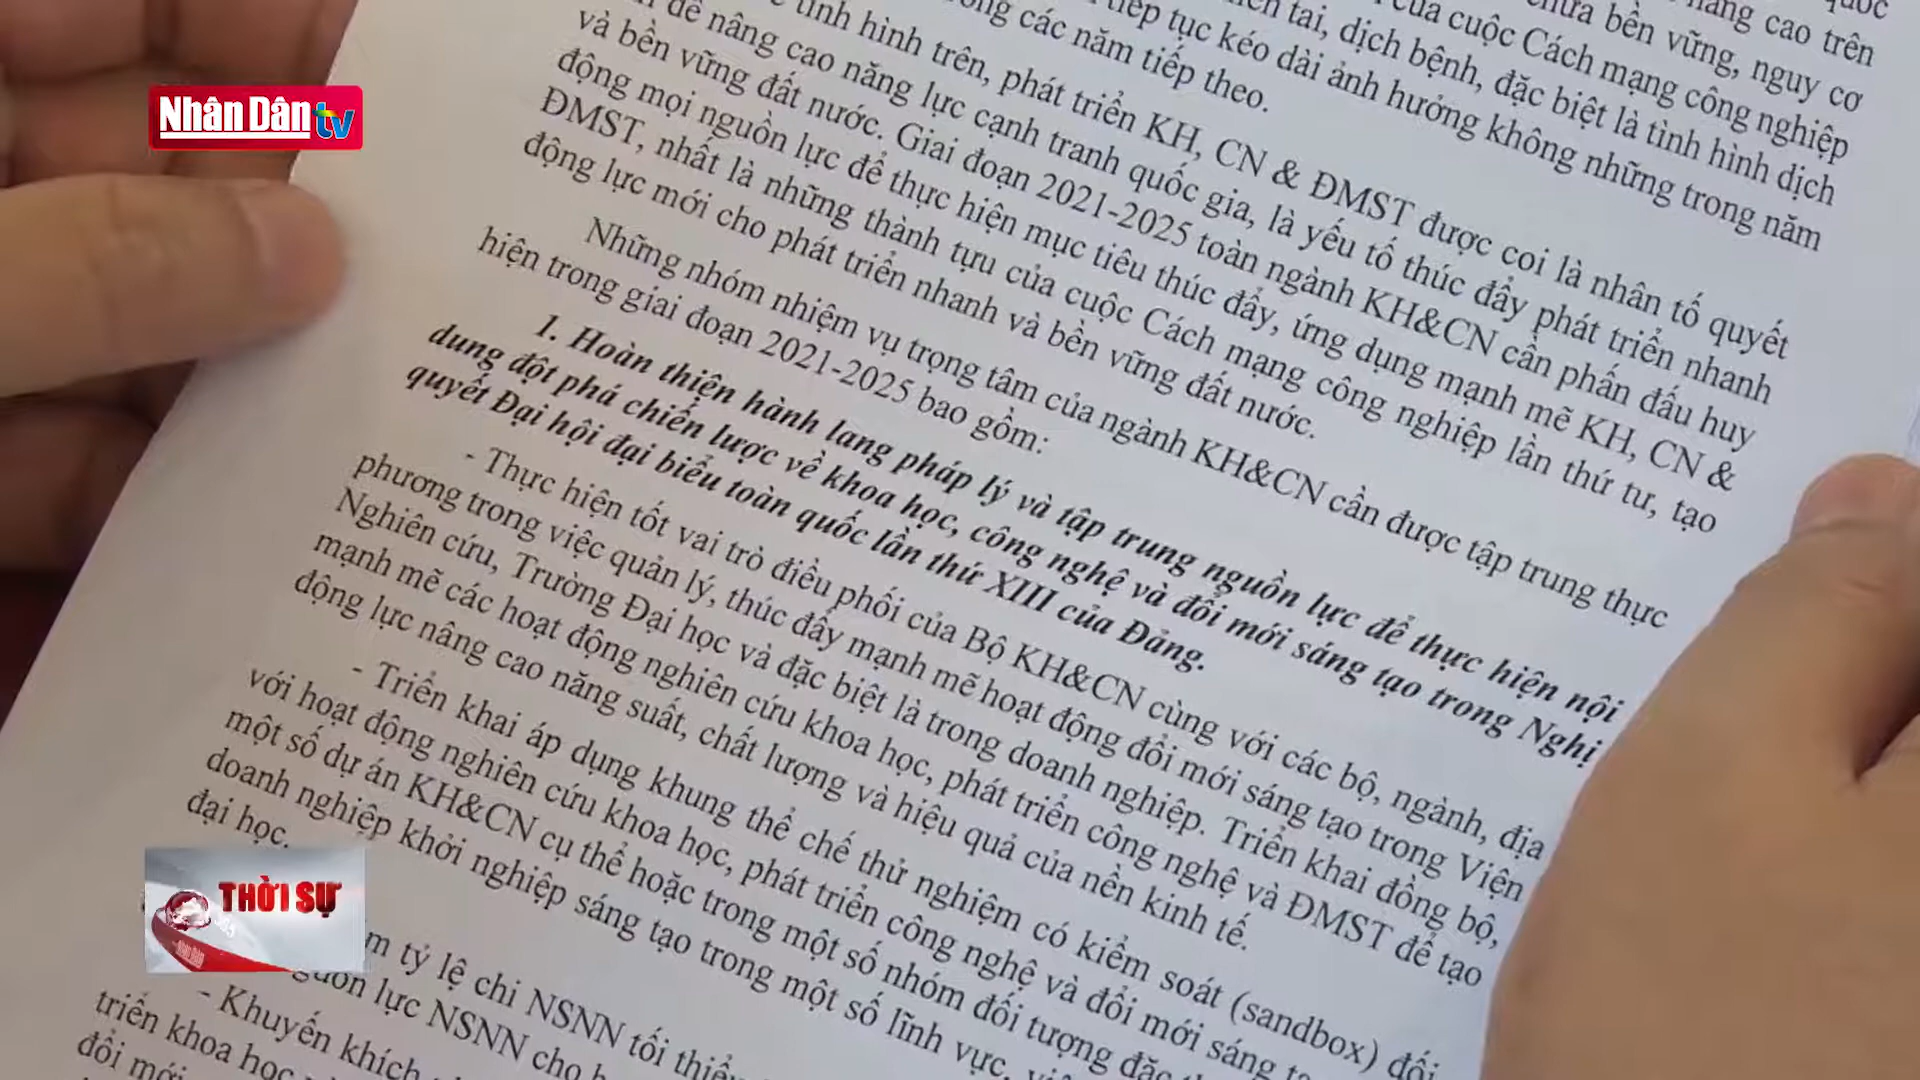 quốc
năng cao trên
chưa bền vững, nguy cơ
của cuộc Cách mạng công nghiệp
tai, dịch bệnh, đặc biệt là tình hình dịch
tiếp tục kéo dài ảnh hưởng không những trong năm
các năm tiếp theo.
tình hình trên, phát triển KH, CN & ĐMST được coi là nhân tố quyết
để nâng cao năng lực cạnh tranh quốc gia, là yếu tố thúc đẩy phát triển nhanh
và bền vững đất nước. Giai đoạn 2021-2025 toàn ngành KH&CN cần phấn đấu huy
động mọi nguồn lực để thực hiện mục tiêu thúc đẩy, ứng dụng mạnh mẽ KH, CN &
ĐMST, nhất là những thành tựu của cuộc Cách mạng công nghiệp lần thứ tư, tạo
động lực mới cho phát triển nhanh và bền vững đất nước.
Những nhóm nhiệm vụ trọng tâm của ngành KH&CN cần được tập trung thực
hiện trong giai đoạn 2021-2025 bao gồm:
1. Hoàn thiện hành lang pháp lý và tập trung nguồn lực để thực hiện nội
dung đột phá chiến lược về khoa học, công nghệ và đổi mới sáng tạo trong Nghị
quyết Đại hội đại biểu toàn quốc lần thứ XIII của Đảng.
- Thực hiện tốt vai trò điều phối của Bộ KH&CN cùng với các bộ, ngành, địa
phương trong việc quản lý, thúc đẩy mạnh mẽ hoạt động đổi mới sáng tạo trong Viện
Nghiên cứu, Trường Đại học và đặc biệt là trong doanh nghiệp. Triển khai đồng bộ,
mạnh mẽ các hoạt động nghiên cứu khoa học, phát triển công nghệ và ĐMST để tạo
động lực nâng cao năng suất, chất lượng và hiệu quả của nền kinh tế.
- Triển khai áp dụng khung thể chế thử nghiệm có kiểm soát (sandbox) đối
với hoạt động nghiên cứu khoa học, phát triển công nghệ và đổi mới sáng
một số dự án KH&CN cụ thể hoặc trong một số nhóm đối tượng
doanh nghiệp khởi nghiệp sáng tạo trong một số lĩnh vực,
đại học.
tỷ lệ chi NSNN tối
lực NSNN cho
- Khuyến khích
triển khoa học
đổi mới
Nhân Dân tv
THỜI SỰ